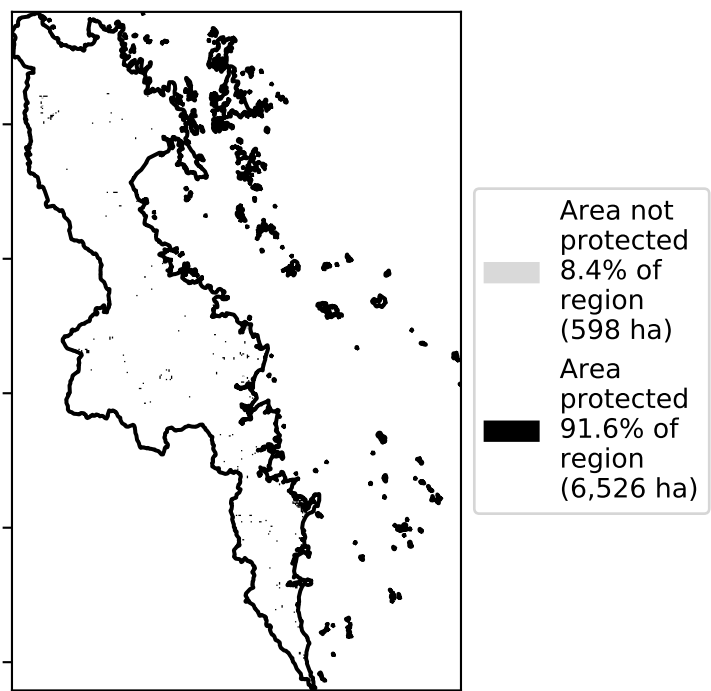 Area not
protected
8.4% of
region
(598 ha)
Area
protected
91.6% of
region
(6,526 ha)